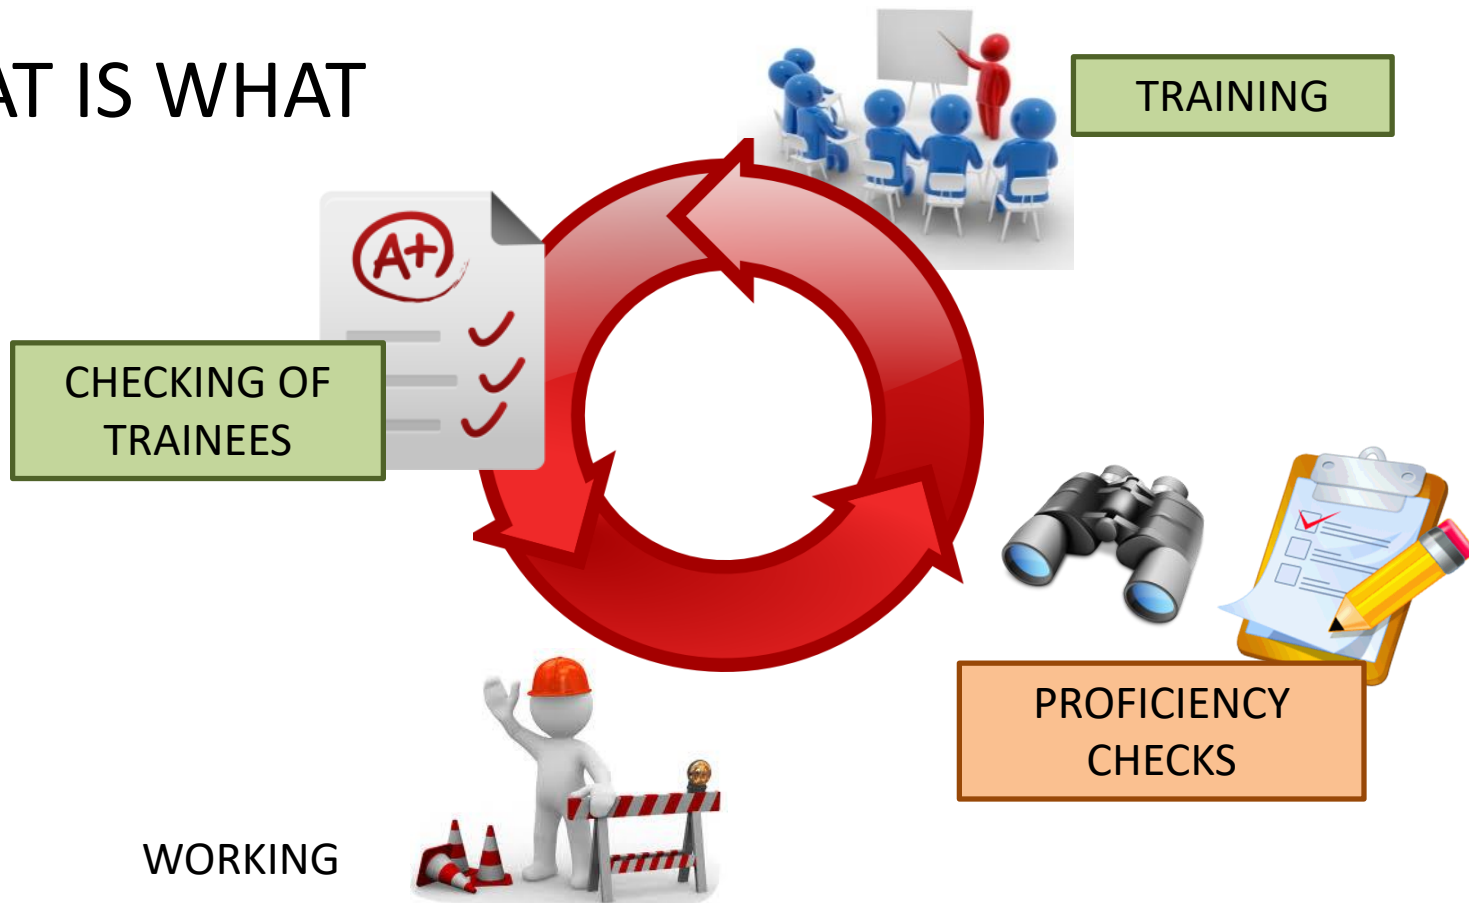 AT IS WHAT
TRAINING
A+
CHECKING OF
TRAINEES
PROFICIENCY
CHECKS
WORKING